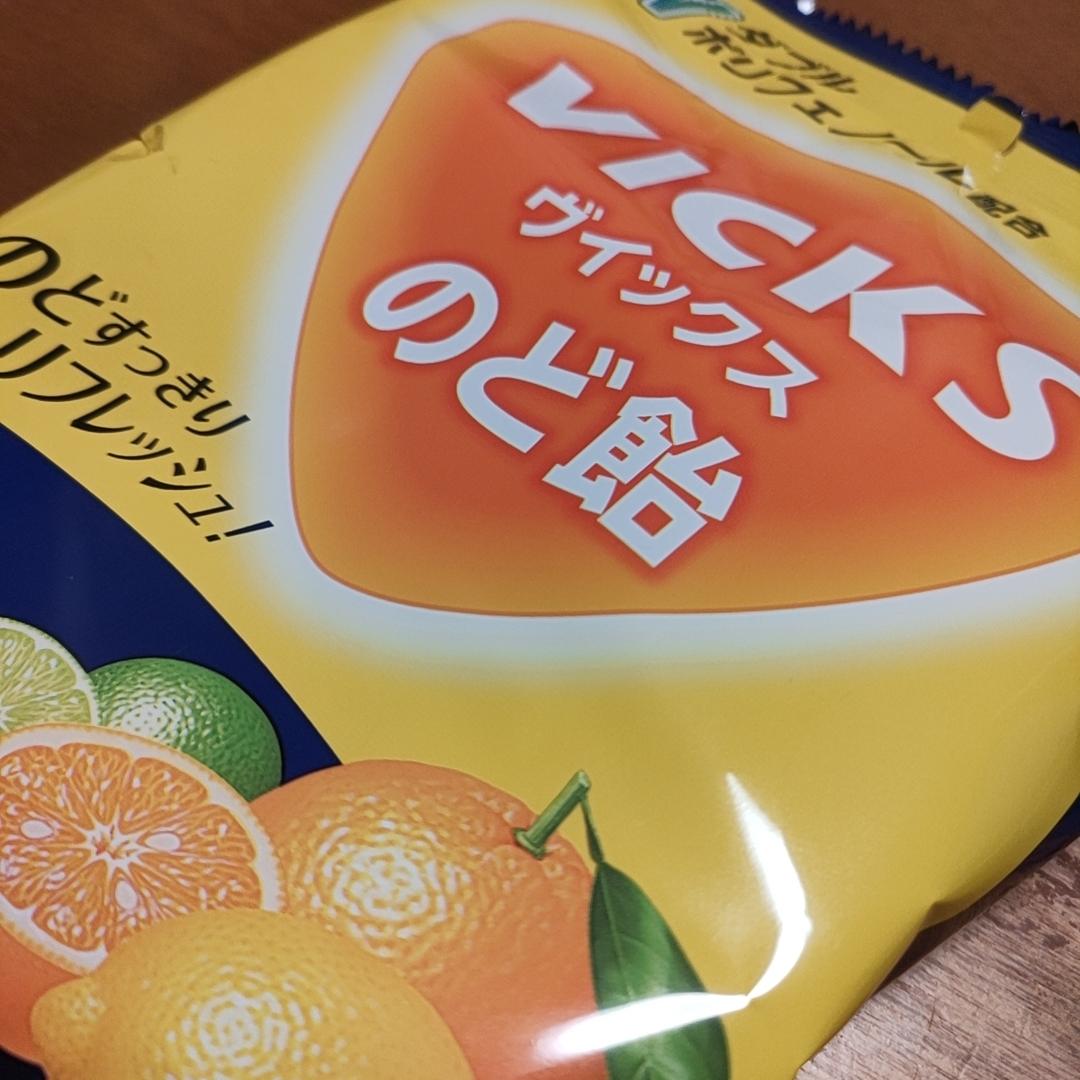 ダブル
ポリフェノール配合
VICKS
ヴイックス
のど飴
のどすっきり
リフレッシュ!